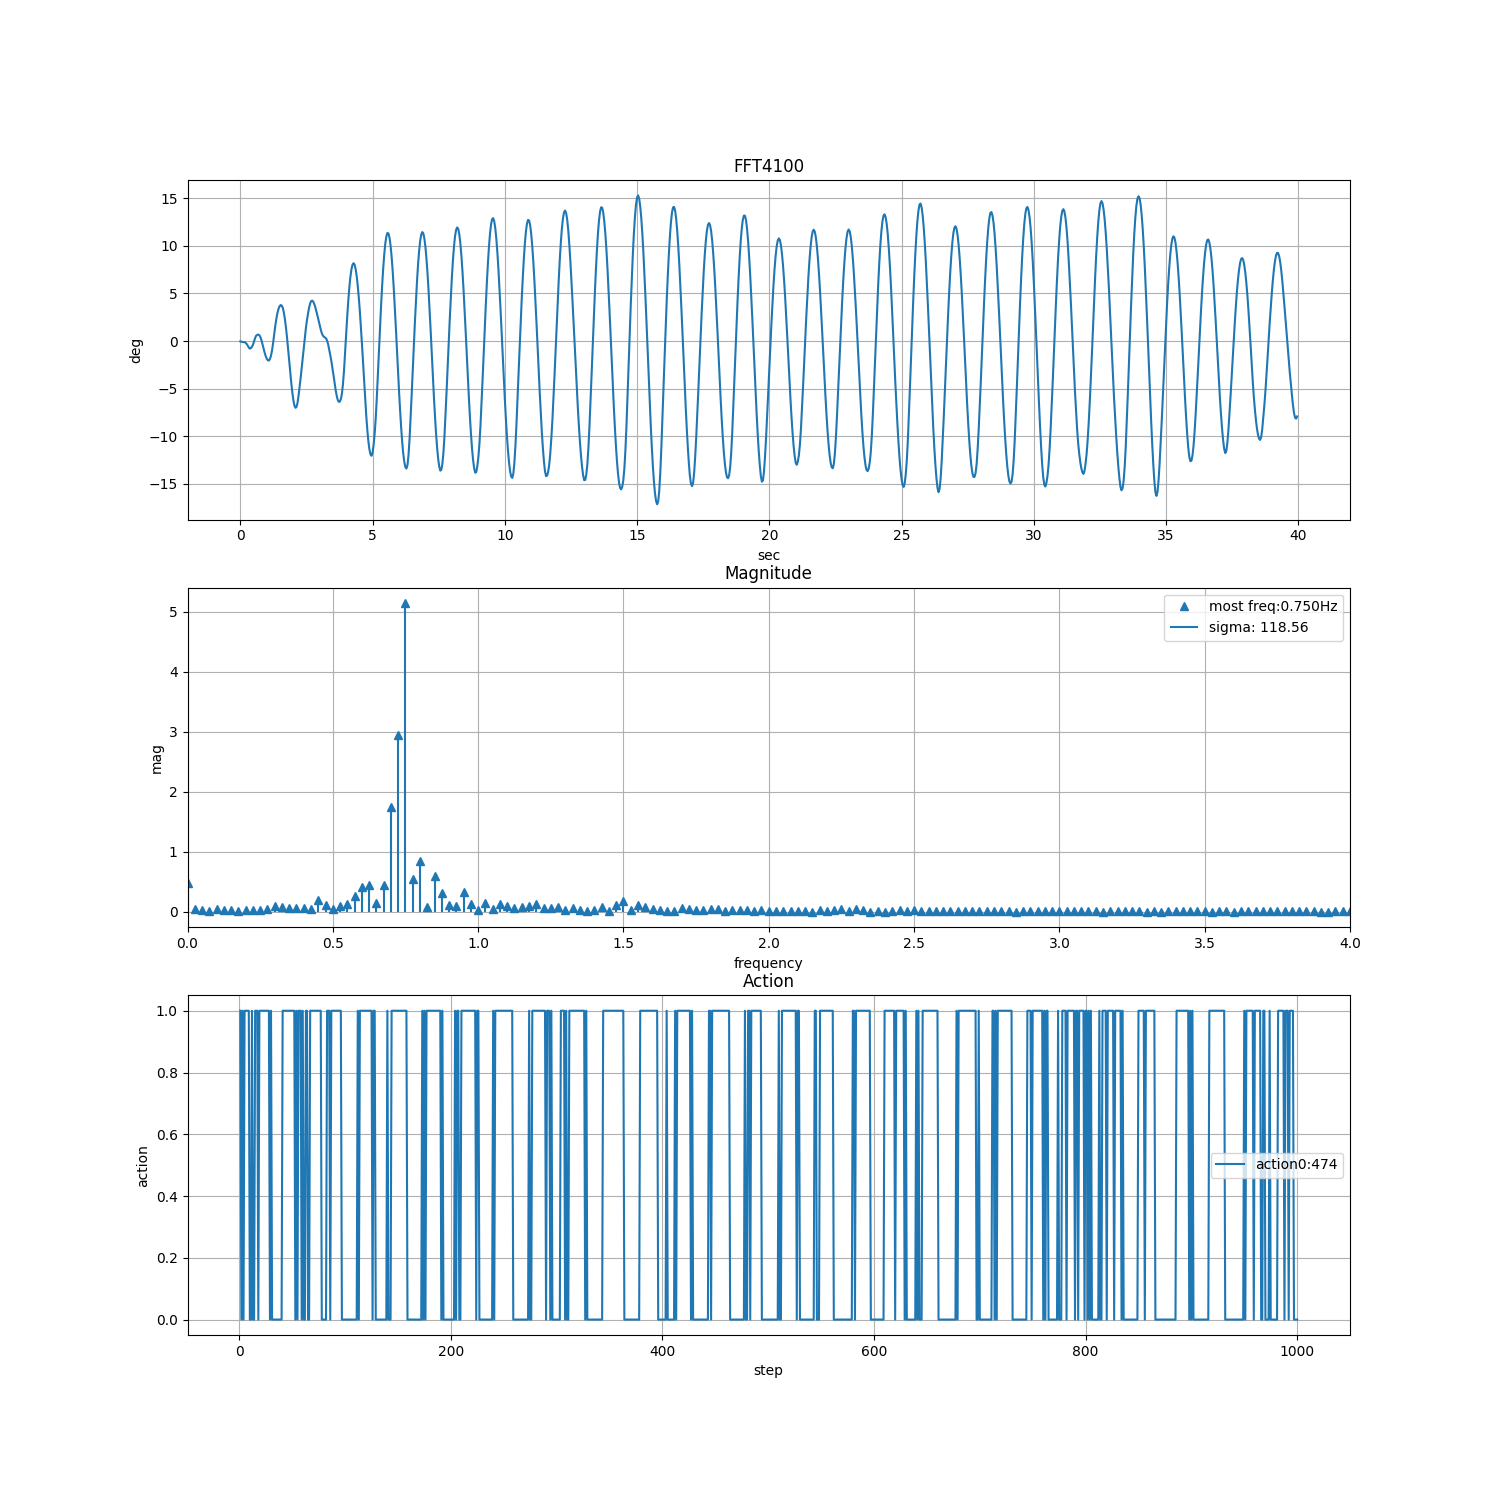 FFT4100
15
10
5
0
−5
−10
−15
deg
0 5 10 15 20 25 30 35 40
sec
Magnitude
5
4
3
2
1
0
mag
most freq:0.750Hz
sigma: 118.56
0.0 0.5 1.0 1.5 2.0 2.5 3.0 3.5 4.0
frequency
Action
1.0
0.8
0.6
0.4
0.2
0.0
action
action0:474
0 200 400 600 800 1000
step